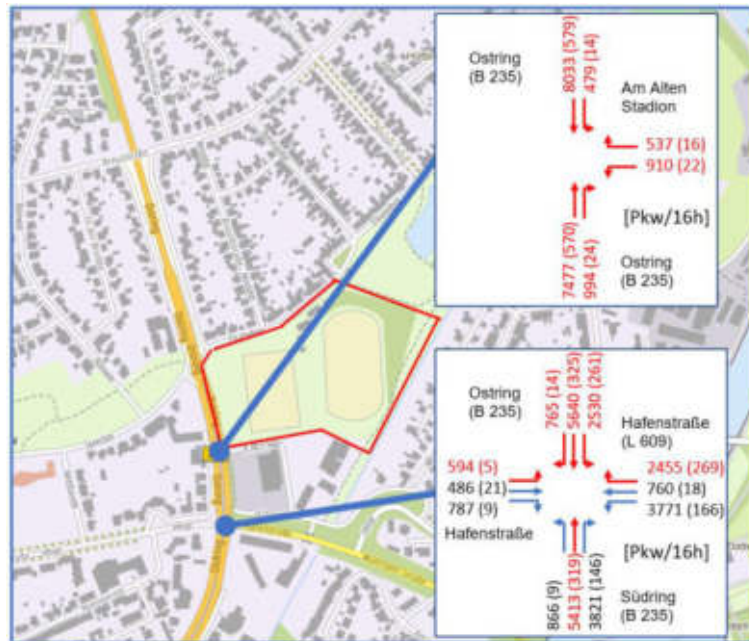 Ostring
(B 235)
8033 (579)
479 (14)
Am Alten
Stadion
537 (16)
910 (22)
[Pkw/16h]
7477 (570)
994 (24)
Ostring
(B 235)
Ostring
(B 235)
765 (14)
5640 (325)
2530 (261)
Hafenstraße
(L 609)
594 (5)
486 (21)
787 (9)
2455 (269)
760 (18)
3771 (166)
Hafenstraße
[Pkw/16h]
866 (9)
5413 (319)
3821 (146)
Südring
(B 235)